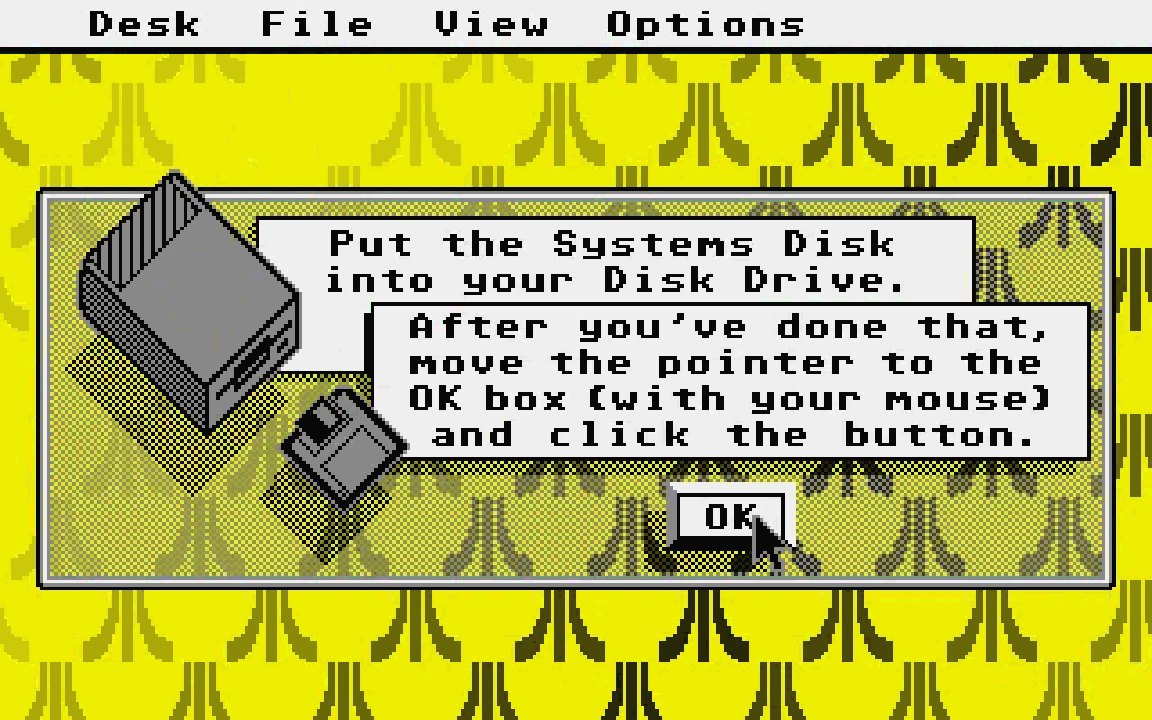 Desk File View Options
Put the Systems Disk
into your Disk Drive.
After you've done that,
move the pointer to the
OK box (with your mouse)
and click the button.
OK